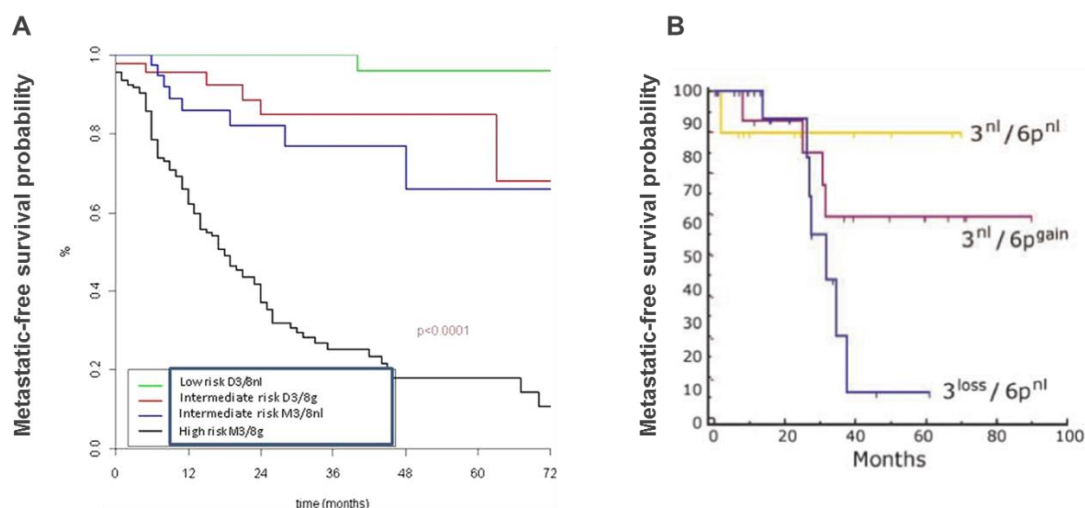 A
Metastatic-free survival probability
%
1.0
0.8
0.6
0.4
0.2
0.0
p<0.0001
Low risk D3/8nl
Intermediate risk D3/8g
Intermediate risk M3/8nl
High risk M3/8g
0 12 24 36 48 60 72
time (months)
B
Metastatic-free survival probability
100
90
80
70
60
50
40
30
20
10
0
3nl/6pnl
3nl/6pgain
3loss/6pnl
0 20 40 60 80 100
Months